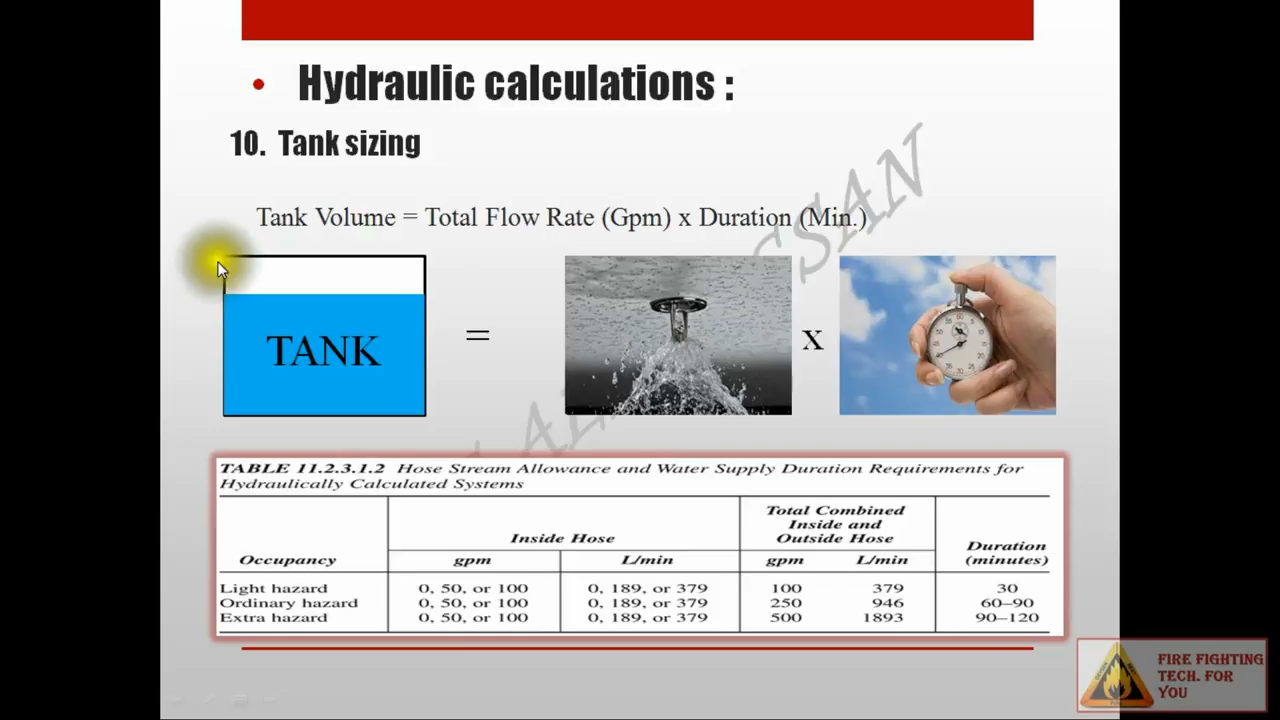 • Hydraulic calculations :
10. Tank sizing
Tank Volume = Total Flow Rate (Gpm) x Duration (Min.)
TANK
=
x
TABLE 11.2.3.1.2 Hose Stream Allowance and Water Supply Duration Requirements for
Hydraulically Calculated Systems
Occupancy Inside Hose Total Combined Inside and Outside Hose Duration (minutes)
gpm L/min gpm L/min
Light hazard 0, 50, or 100 0, 189, or 379 100 379 30
Ordinary hazard 0, 50, or 100 0, 189, or 379 250 946 60–90
Extra hazard 0, 50, or 100 0, 189, or 379 500 1893 90–120
FIRE FIGHTING
TECH. FOR
YOU